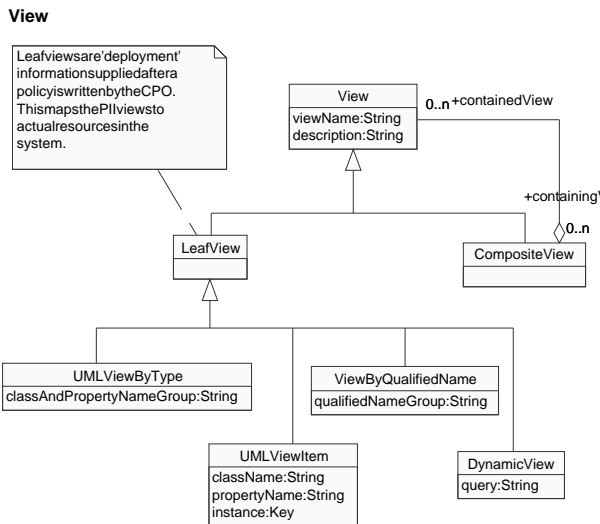 View
Leafviewsare'deployment'
informationsuppliedaftera
policyiswrittenbytheCPO.
ThismapsthePIIviewsto
actualresourcesinthe
system.
View
viewName:String
description:String
0..n
+containedView
+containingV
0..n
LeafView
CompositeView
UMLViewByType
classAndPropertyNameGroup:String
ViewByQualifiedName
qualifiedNameGroup:String
UMLViewItem
className:String
propertyName:String
instance:Key
DynamicView
query:String